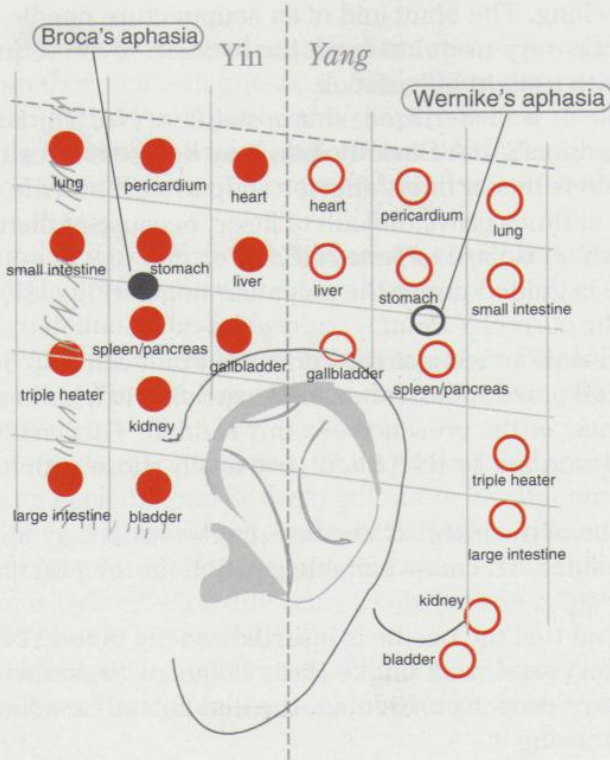 Broca's aphasia
Yin
Yang
Wernike's aphasia
lung
pericardium
heart
heart
pericardium
lung
small intestine
stomach
liver
liver
stomach
small intestine
spleen/pancreas
gallbladder
gallbladder
spleen/pancreas
triple heater
kidney
triple heater
large intestine
bladder
large intestine
kidney
bladder